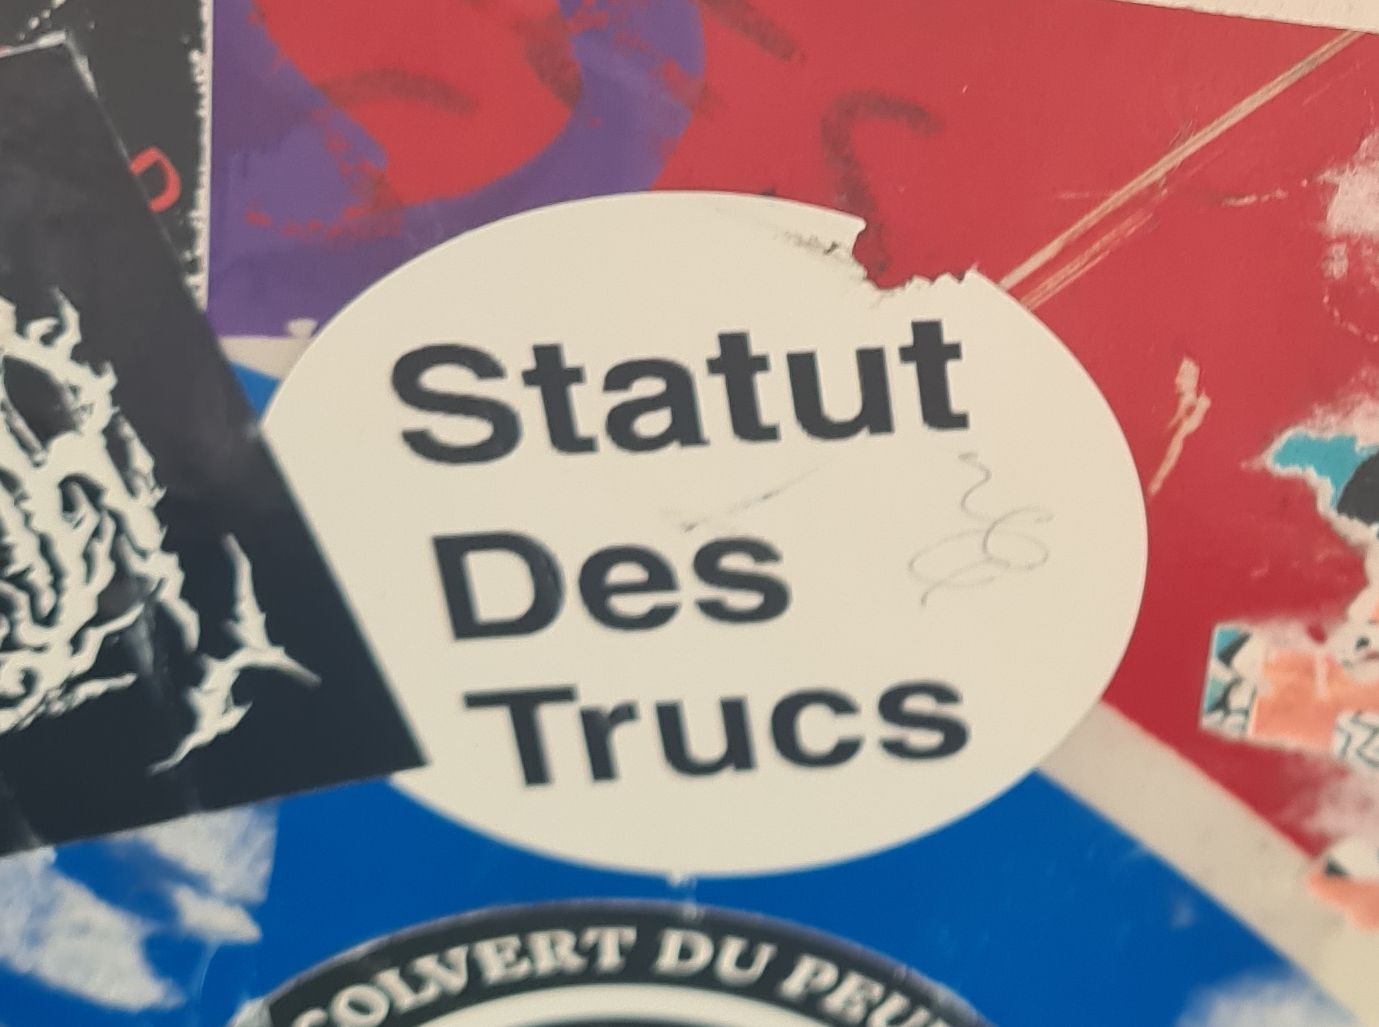 Statut
Des
Trucs
COLVERT DU PEU